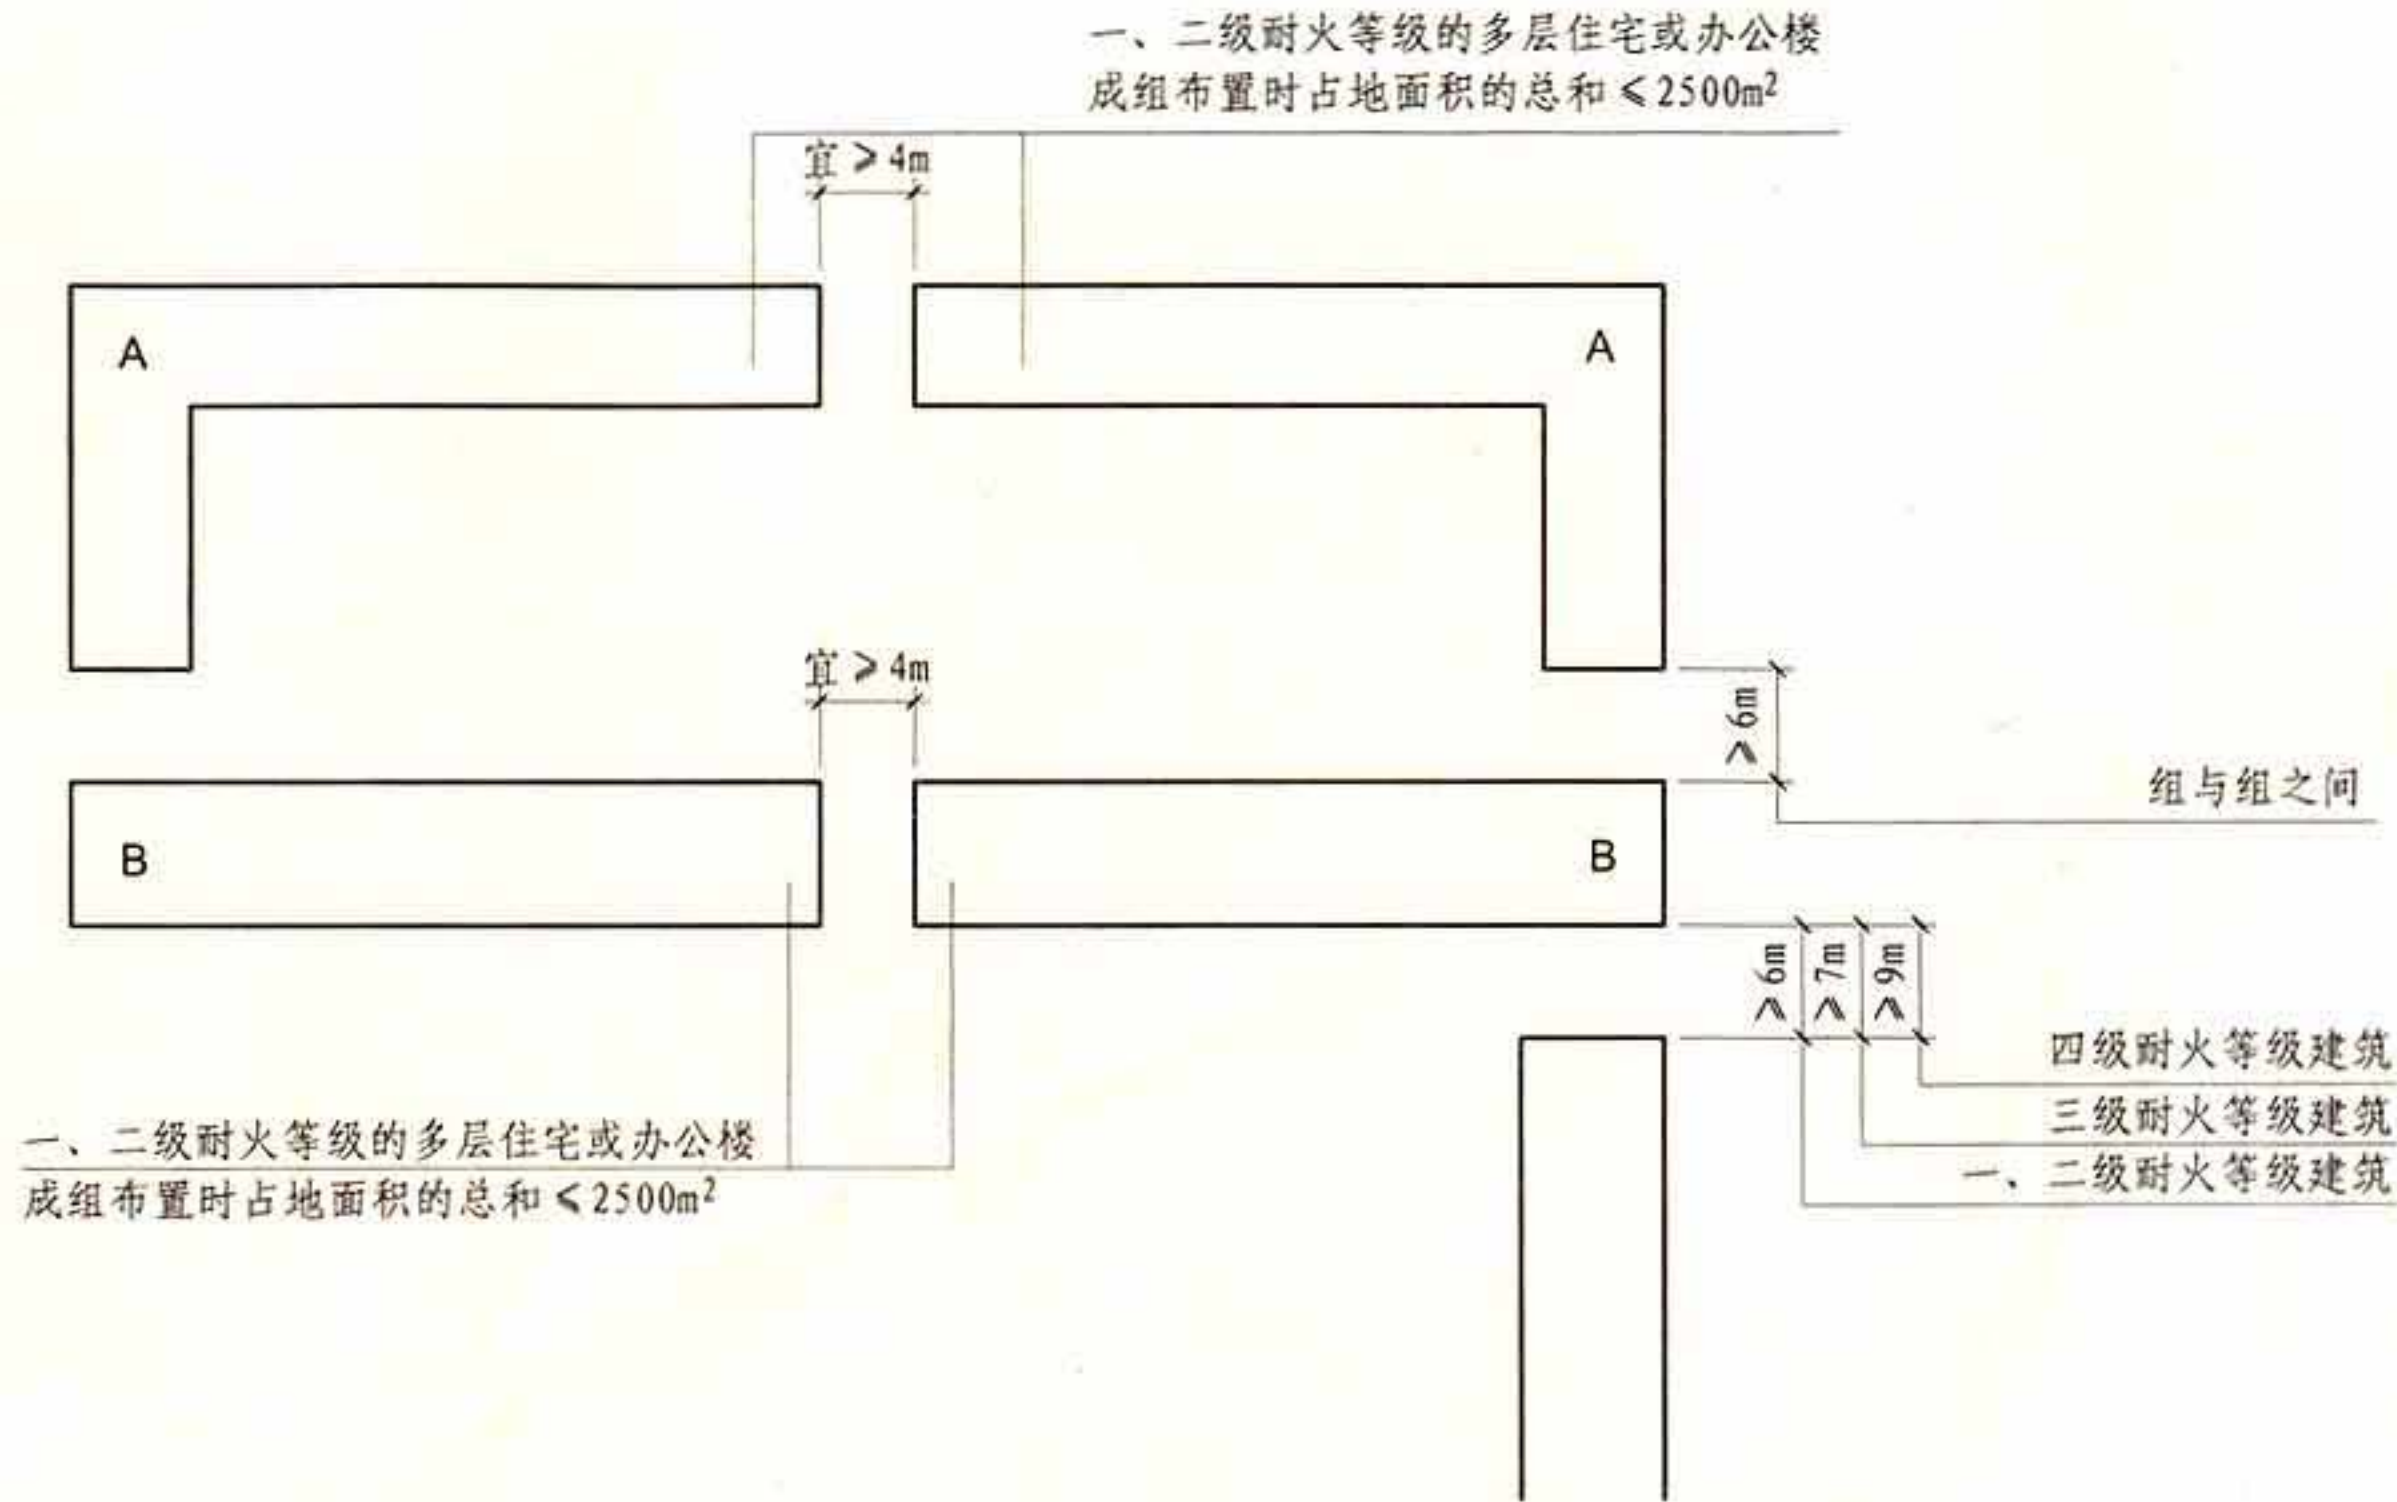 一、二级耐火等级的多层住宅或办公楼
成组布置时占地面积的总和≤2500m²
宜≥4m
A
A
宜≥4m
≥6m
组与组之间
B
B
≥6m
≥7m
≥9m
四级耐火等级建筑
三级耐火等级建筑
一、二级耐火等级建筑
一、二级耐火等级的多层住宅或办公楼
成组布置时占地面积的总和≤2500m²